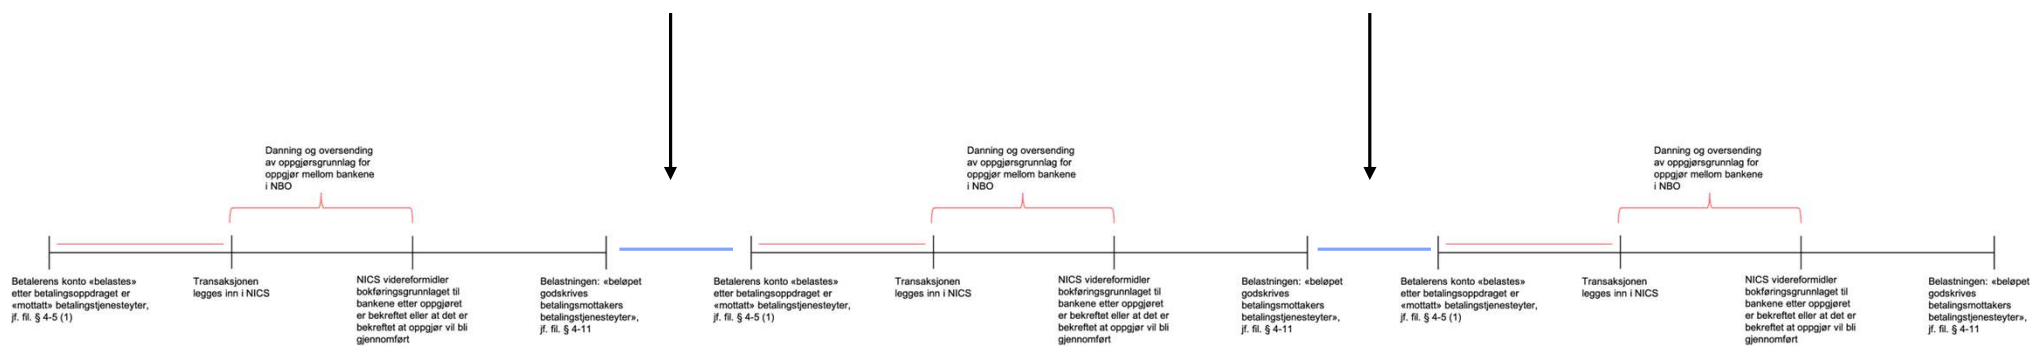 Danning og oversending
av oppgjørsgrunnlag for
oppgjør mellom bankene
i NBO
Danning og oversending
av oppgjørsgrunnlag for
oppgjør mellom bankene
i NBO
Danning og oversending
av oppgjørsgrunnlag for
oppgjør mellom bankene
i NBO
Betalerens konto «belastes»
etter betalingsoppdraget er
«mottatt» betalingstjenesteyter,
jf. fil. § 4-5 (1)
Transaksjonen
legges inn i NICS
NICS videreformidler
bokføringsgrunnlaget til
bankene etter oppgjøret
er bekreftet eller at det er
bekreftet at oppgjør vil bli
gjennomført
Belastningen: «beløpet
godskrives
betalingsmottakers
betalingstjenesteyter»,
jf. fil. § 4-11
Betalerens konto «belastes»
etter betalingsoppdraget er
«mottatt» betalingstjenesteyter,
jf. fil. § 4-5 (1)
Transaksjonen
legges inn i NICS
NICS videreformidler
bokføringsgrunnlaget til
bankene etter oppgjøret
er bekreftet eller at det er
bekreftet at oppgjør vil bli
gjennomført
Belastningen: «beløpet
godskrives
betalingsmottakers
betalingstjenesteyter»,
jf. fil. § 4-11
Betalerens konto «belastes»
etter betalingsoppdraget er
«mottatt» betalingstjenesteyter,
jf. fil. § 4-5 (1)
Transaksjonen
legges inn i NICS
NICS videreformidler
bokføringsgrunnlaget til
bankene etter oppgjøret
er bekreftet eller at det er
bekreftet at oppgjør vil bli
gjennomført
Belastningen: «beløpet
godskrives
betalingsmottakers
betalingstjenesteyter»,
jf. fil. § 4-11